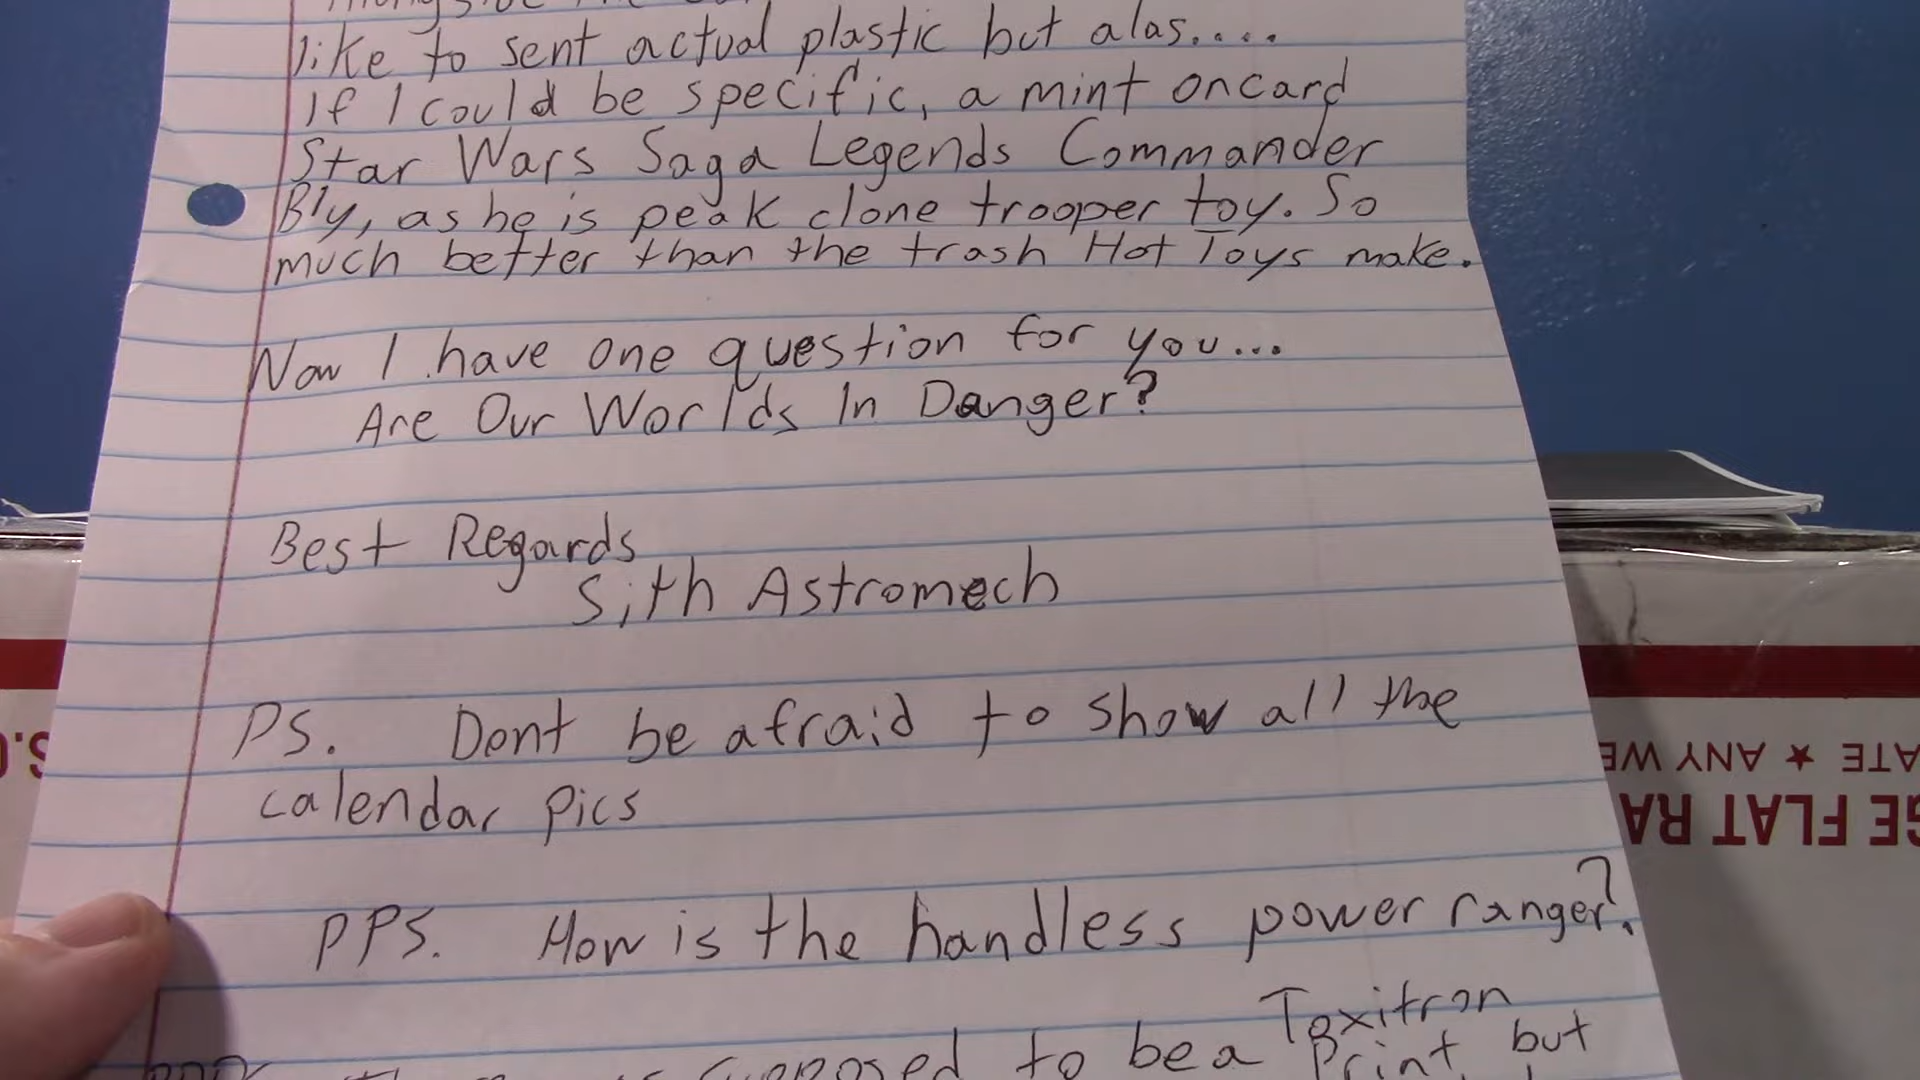 like to sent actual plastic but alas....
If I could be specific, a mint oncard
Star Wars Saga Legends Commander
Bly, as he is peak clone trooper toy. So
much better than the trash Hot Toys make.
Now I have one question for you...
Are Our Worlds In Danger?
Best Regards
Sith Astromech
PS. Dont be afraid to show all the
calendar pics
PPS. How is the handless power ranger?
Toxitron
supposed to be a print, but
ATE ★ ANY WE
GE FLAT RA